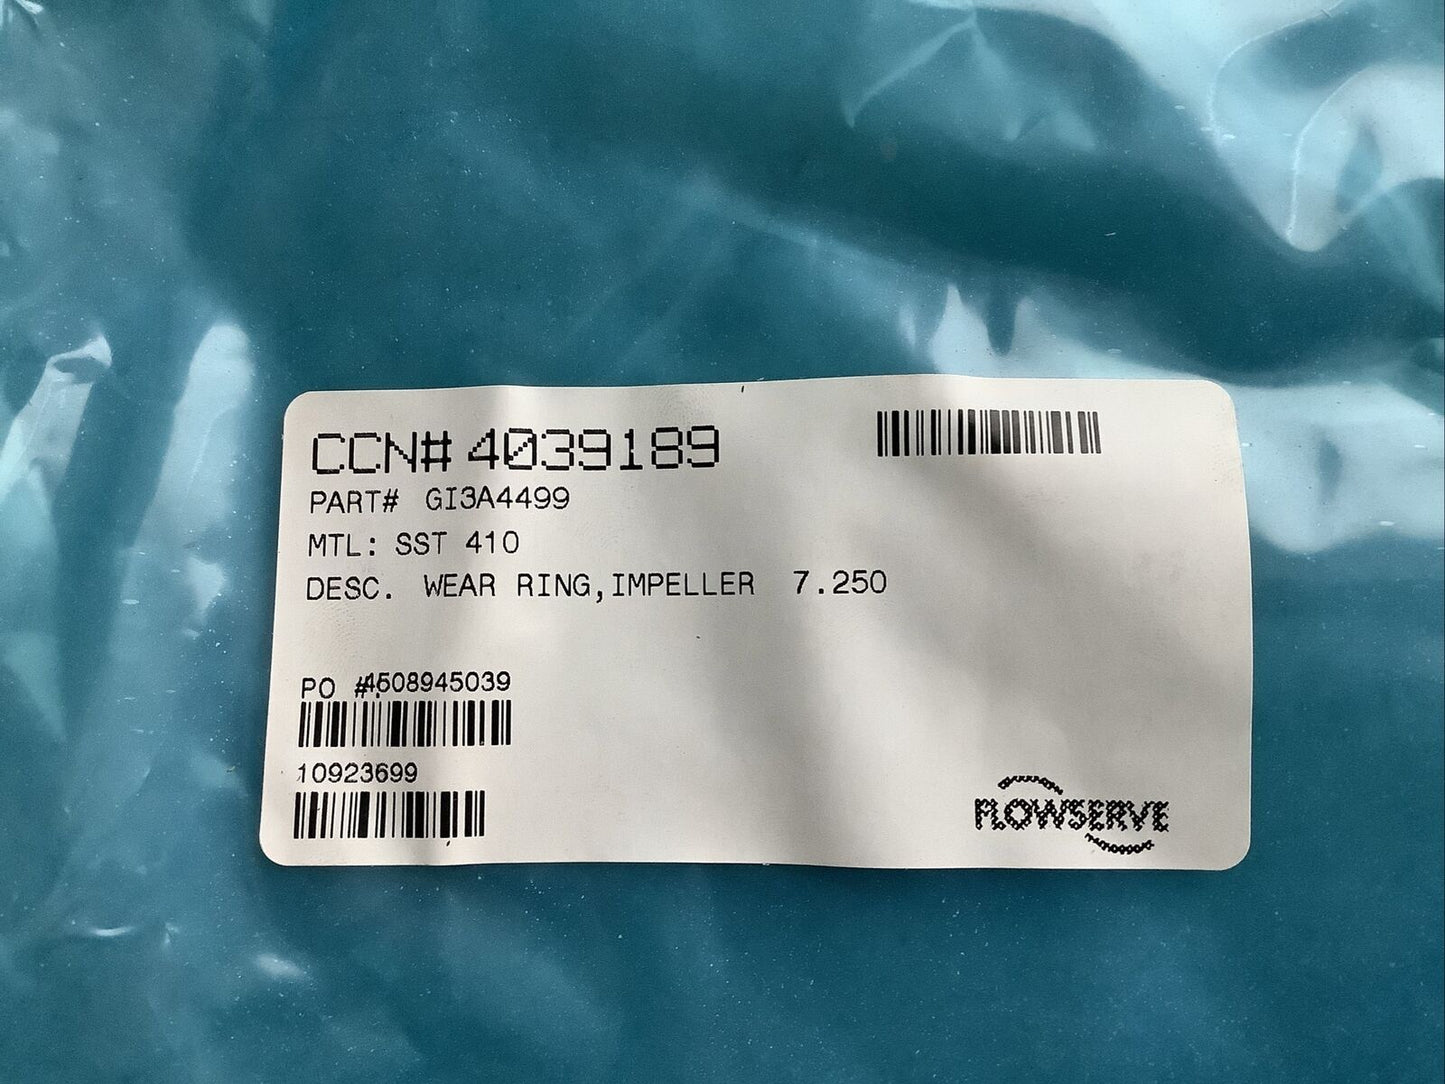 CCN# 4039189
PART# GI3A4499
MTL: SST 410
DESC. WEAR RING,IMPELLER 7.250
PO #4508945039
10923699
FLOWSERVE